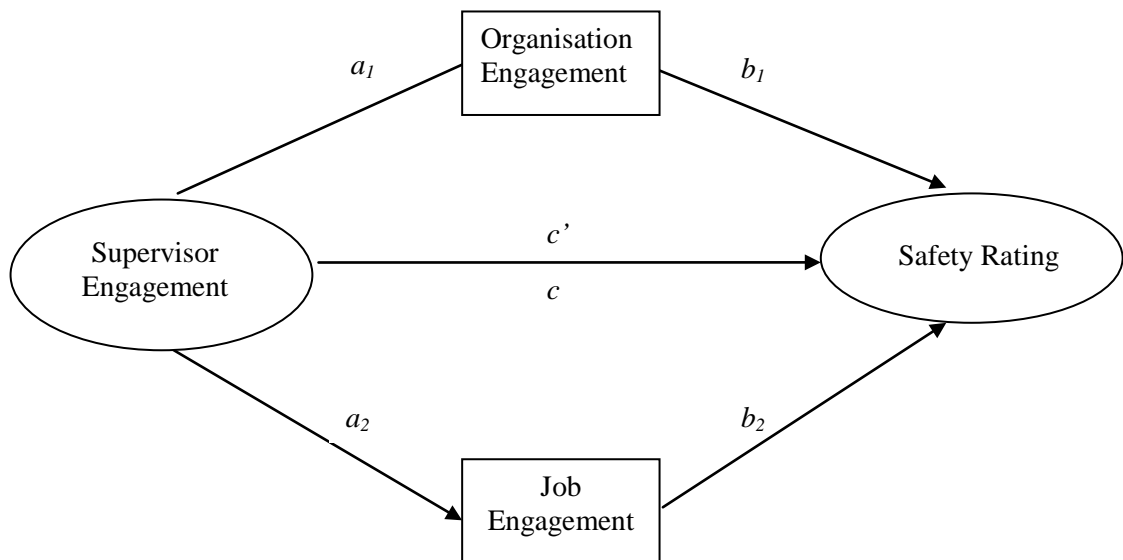 Organisation
Engagement
a1
b1
Supervisor
Engagement
c’
c
Safety Rating
a2
b2
Job
Engagement